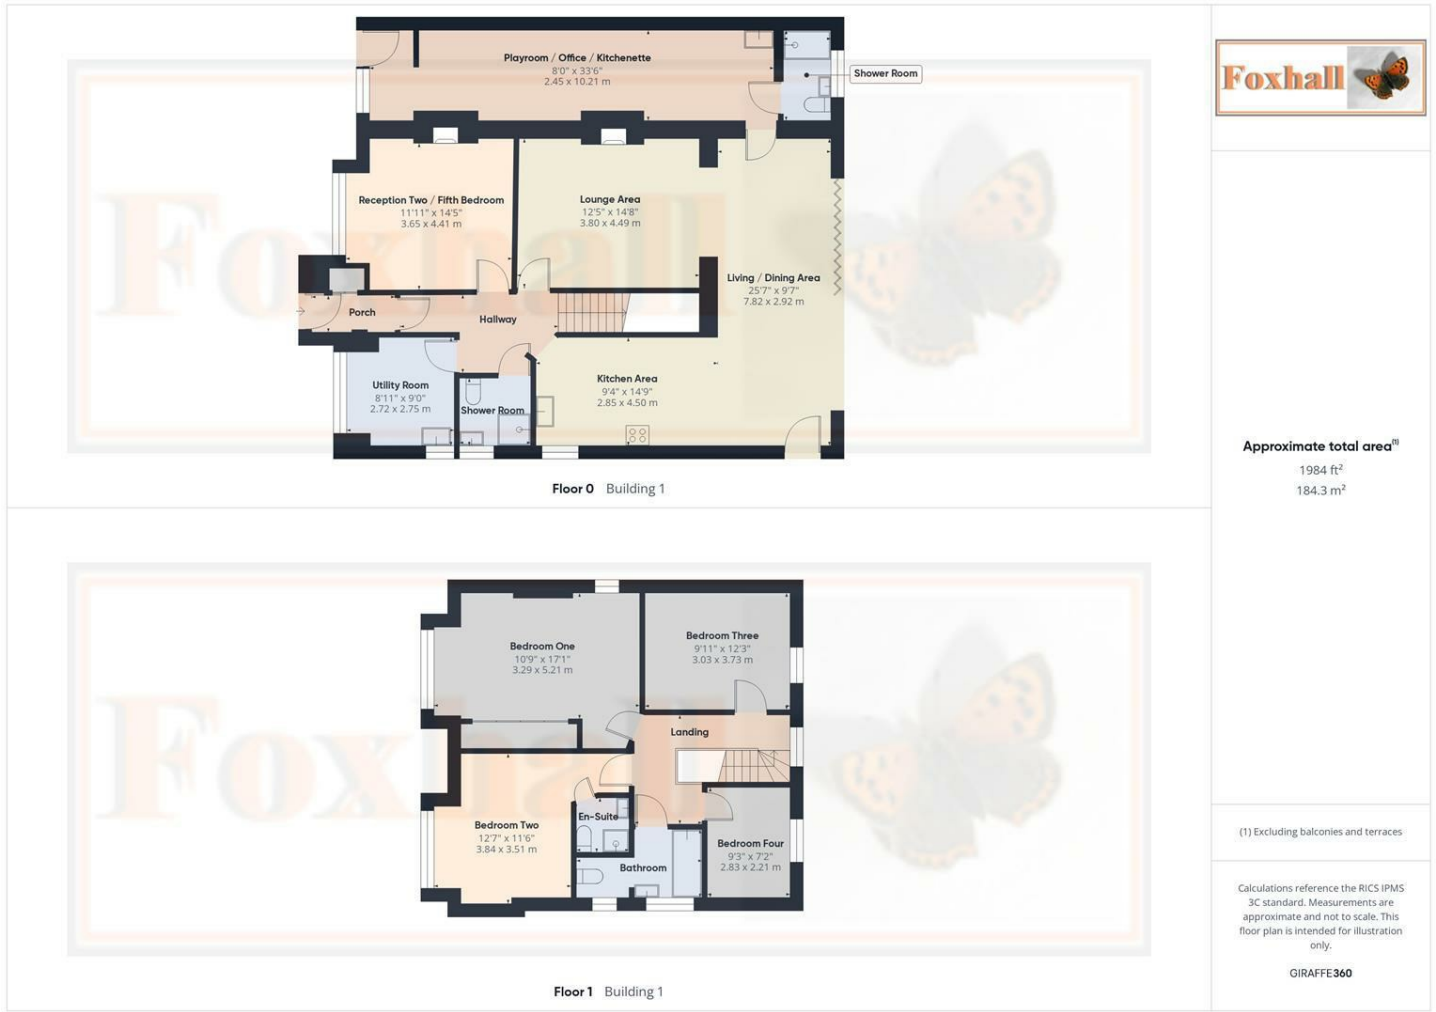 Playroom / Office / Kitchenette
8'0" x 33'6"
2.45 x 10.21 m
Shower Room
Foxhall
Reception Two / Fifth Bedroom
11'11" x 14'5"
3.65 x 4.41 m
Lounge Area
12'5" x 14'8"
3.80 x 4.49 m
Living / Dining Area
25'7" x 9'7"
7.82 x 2.92 m
Porch
Hallway
Utility Room
8'11" x 9'0"
2.72 x 2.75 m
Shower Room
Kitchen Area
9'4" x 14'9"
2.85 x 4.50 m
Foxhall
Floor 0 Building 1
Approximate total area(1)
1984 ft²
184.3 m²
Bedroom One
10'9" x 17'1"
3.29 x 5.21 m
Bedroom Three
9'11" x 12'3"
3.03 x 3.73 m
Landing
Bedroom Two
12'7" x 11'6"
3.84 x 3.51 m
En-Suite
Bathroom
Bedroom Four
9'3" x 7'2"
2.83 x 2.21 m
Foxhall
Floor 1 Building 1
(1) Excluding balconies and terraces
Calculations reference the RICS IPMS
3C standard. Measurements are
approximate and not to scale. This
floor plan is intended for illustration
only.
GIRAFFE360